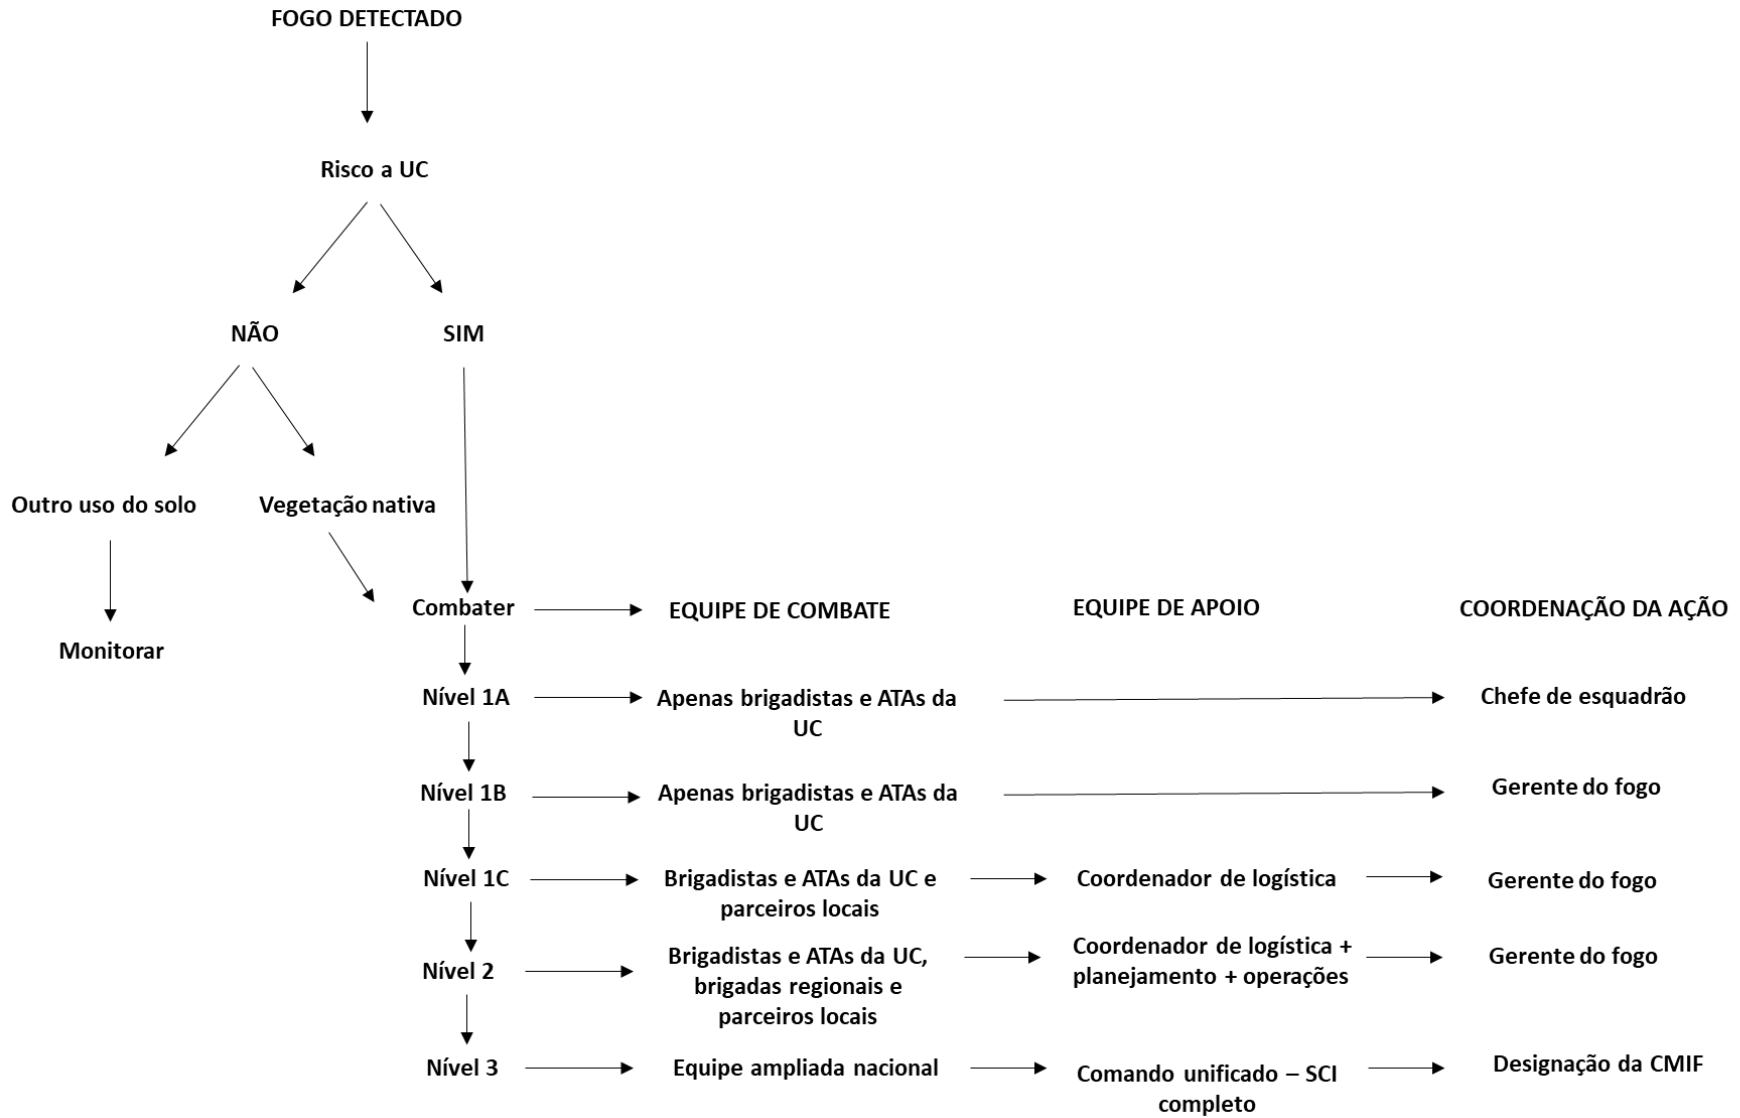 FOGO DETECTADO
Risco a UC
NÃO
SIM
Outro uso do solo
Vegetação nativa
Monitorar
Combater
EQUIPE DE COMBATE
EQUIPE DE APOIO
COORDENAÇÃO DA AÇÃO
Nível 1A
Apenas brigadistas e ATAs da
UC
Chefe de esquadrão
Nível 1B
Apenas brigadistas e ATAs da
UC
Gerente do fogo
Nível 1C
Brigadistas e ATAs da UC e
parceiros locais
Coordenador de logística
Gerente do fogo
Nível 2
Brigadistas e ATAs da UC,
brigadas regionais e
parceiros locais
Coordenador de logística +
planejamento + operações
Gerente do fogo
Nível 3
Equipe ampliada nacional
Comando unificado – SCI
completo
Designação da CMIF